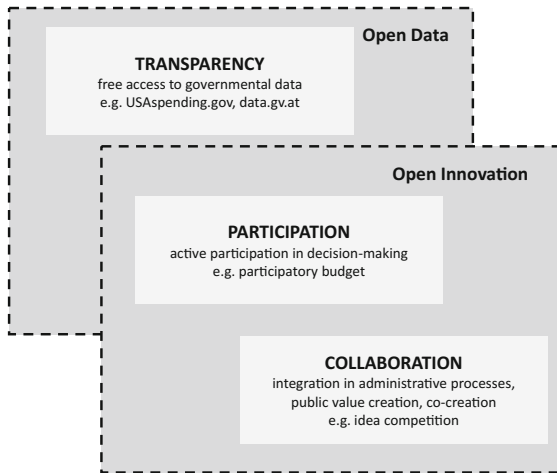 Open Data
TRANSPARENCY
free access to governmental data
e.g. USAspending.gov, data.gv.at
Open Innovation
PARTICIPATION
active participation in decision-making
e.g. participatory budget
COLLABORATION
integration in administrative processes,
public value creation, co-creation
e.g. idea competition